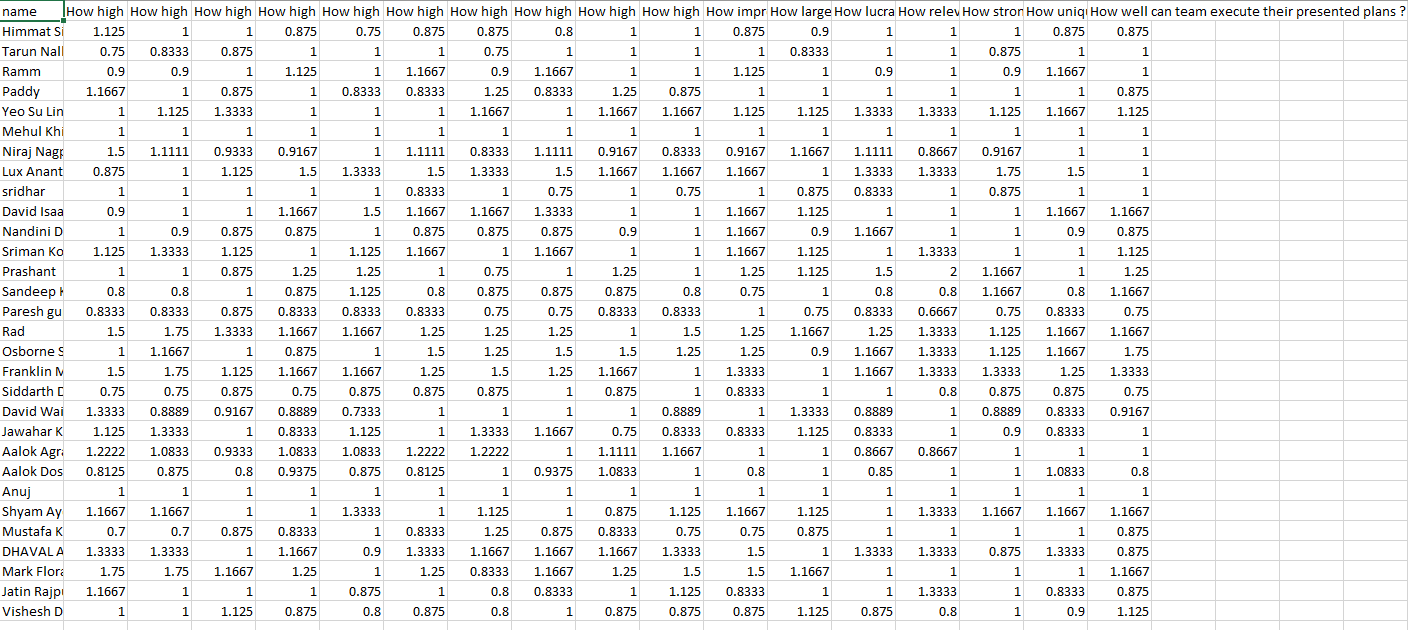 name How high How high How high How high How high How high How high How high How high How high How impr How large How lucra How relev How stron How uniqu How well can team execute their presented plans ?
Himmat Si 1.125 1 1 0.875 0.75 0.875 0.875 0.8 1 1 0.875 0.9 1 1 1 0.875 0.875
Tarun Nall 0.75 0.8333 0.875 1 1 1 0.75 1 1 1 1 0.8333 1 1 0.875 1 1
Ramm 0.9 0.9 1 1.125 1 1.1667 0.9 1.1667 1 1 1.125 1 0.9 1 0.9 1.1667 1
Paddy 1.1667 1 0.875 1 0.8333 0.8333 1.25 0.8333 1.25 0.875 1 1 1 1 1 1 0.875
Yeo Su Lin 1 1.125 1.3333 1 1 1 1.1667 1 1.1667 1.1667 1.125 1.125 1.3333 1.3333 1.125 1.1667 1.125
Mehul Khi 1 1 1 1 1 1 1 1 1 1 1 1 1 1 1 1 1
Niraj Nagp 1.5 1.1111 0.9333 0.9167 1 1.1111 0.8333 1.1111 0.9167 0.8333 0.9167 1.1667 1.1111 0.8667 0.9167 1 1
Lux Anant 0.875 1 1.125 1.5 1.3333 1.5 1.3333 1.5 1.1667 1.1667 1.1667 1 1.3333 1.3333 1.75 1.5 1
sridhar 1 1 1 1 1 0.8333 1 0.75 1 0.75 1 0.875 0.8333 1 0.875 1 1
David Isaa 0.9 1 1 1.1667 1.5 1.1667 1.1667 1.3333 1 1 1.1667 1.125 1 1 1 1.1667 1.1667
Nandini D 1 0.9 0.875 0.875 1 0.875 0.875 0.875 0.9 1 1.1667 0.9 1.1667 1 1 0.9 0.875
Sriman Ko 1.125 1.3333 1.125 1 1.125 1.1667 1 1.1667 1 1 1.1667 1.125 1 1.3333 1 1 1.125
Prashant 1 1 0.875 1.25 1.25 1 0.75 1 1.25 1 1.25 1.125 1.5 2 1.1667 1 1.25
Sandeep K 0.8 0.8 1 0.875 1.125 0.8 0.875 0.875 0.875 0.8 0.75 1 0.8 0.8 1.1667 0.8 1.1667
Paresh gu 0.8333 0.8333 0.875 0.8333 0.8333 0.8333 0.75 0.75 0.8333 0.8333 1 0.75 0.8333 0.6667 0.75 0.8333 0.75
Rad 1.5 1.75 1.3333 1.1667 1.1667 1.25 1.25 1.25 1 1.5 1.25 1.1667 1.25 1.3333 1.125 1.1667 1.1667
Osborne S 1 1.1667 1 0.875 1 1.5 1.25 1.5 1.5 1.25 1.25 0.9 1.1667 1.3333 1.125 1.1667 1.75
Franklin M 1.5 1.75 1.125 1.1667 1.1667 1.25 1.5 1.25 1.1667 1 1.3333 1 1.1667 1.3333 1.3333 1.25 1.3333
Siddarth D 0.75 0.75 0.875 0.75 0.875 0.875 0.875 1 0.875 1 0.8333 1 1 0.8 0.875 0.875 0.75
David Wai 1.3333 0.8889 0.9167 0.8889 0.7333 1 1 1 1 0.8889 1 1.3333 0.8889 1 0.8889 0.8333 0.9167
Jawahar K 1.125 1.3333 1 0.8333 1.125 1 1.3333 1.1667 0.75 0.8333 0.8333 1.125 0.8333 1 0.9 0.8333 1
Aalok Agra 1.2222 1.0833 0.9333 1.0833 1.0833 1.2222 1.2222 1 1.1111 1.1667 1 1 0.8667 0.8667 1 1 1
Aalok Dos 0.8125 0.875 0.8 0.9375 0.875 0.8125 1 0.9375 1.0833 1 0.8 1 0.85 1 1 1.0833 0.8
Anuj 1 1 1 1 1 1 1 1 1 1 1 1 1 1 1 1 1
Shyam Ay 1.1667 1.1667 1 1 1.3333 1 1.125 1 0.875 1.125 1.1667 1.125 1 1.3333 1.1667 1.1667 1.1667
Mustafa K 0.7 0.7 0.875 0.8333 1 0.8333 1.25 0.875 0.8333 0.75 0.75 0.875 1 1 1 1 0.875
DHAVAL A 1.3333 1.3333 1 1.1667 0.9 1.3333 1.1667 1.1667 1.1667 1.3333 1.5 1 1.3333 1.3333 0.875 1.3333 0.875
Mark Flora 1.75 1.75 1.1667 1.25 1 1.25 0.8333 1.1667 1.25 1.5 1.5 1.1667 1 1 1 1 1.1667
Jatin Rajpu 1.1667 1 1 1 0.875 1 0.8 0.8333 1 1.125 0.8333 1 1 1.3333 1 0.8333 0.875
Vishesh D 1 1 1.125 0.875 0.8 0.875 0.8 1 0.875 0.875 0.875 1.125 0.875 0.8 1 0.9 1.125